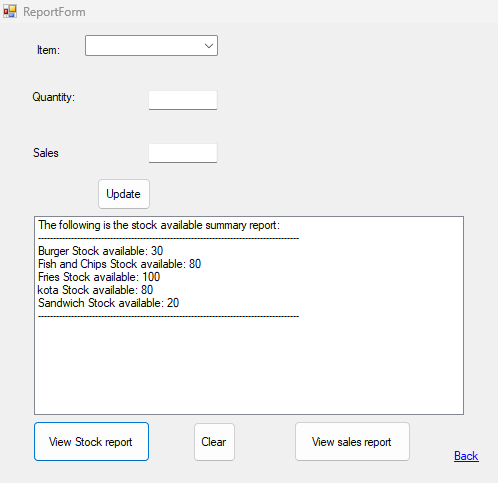 ReportForm
Item:
Quantity:
Sales
Update
The following is the stock available summary report:
---------------------------------------------------------------------------------------
Burger Stock available: 30
Fish and Chips Stock available: 80
Fries Stock available: 100
kota Stock available: 80
Sandwich Stock available: 20
---------------------------------------------------------------------------------------
View Stock report
Clear
View sales report
Back